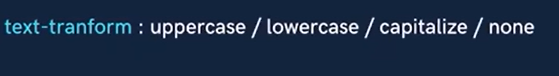 text-tranform : uppercase / lowercase / capitalize / none